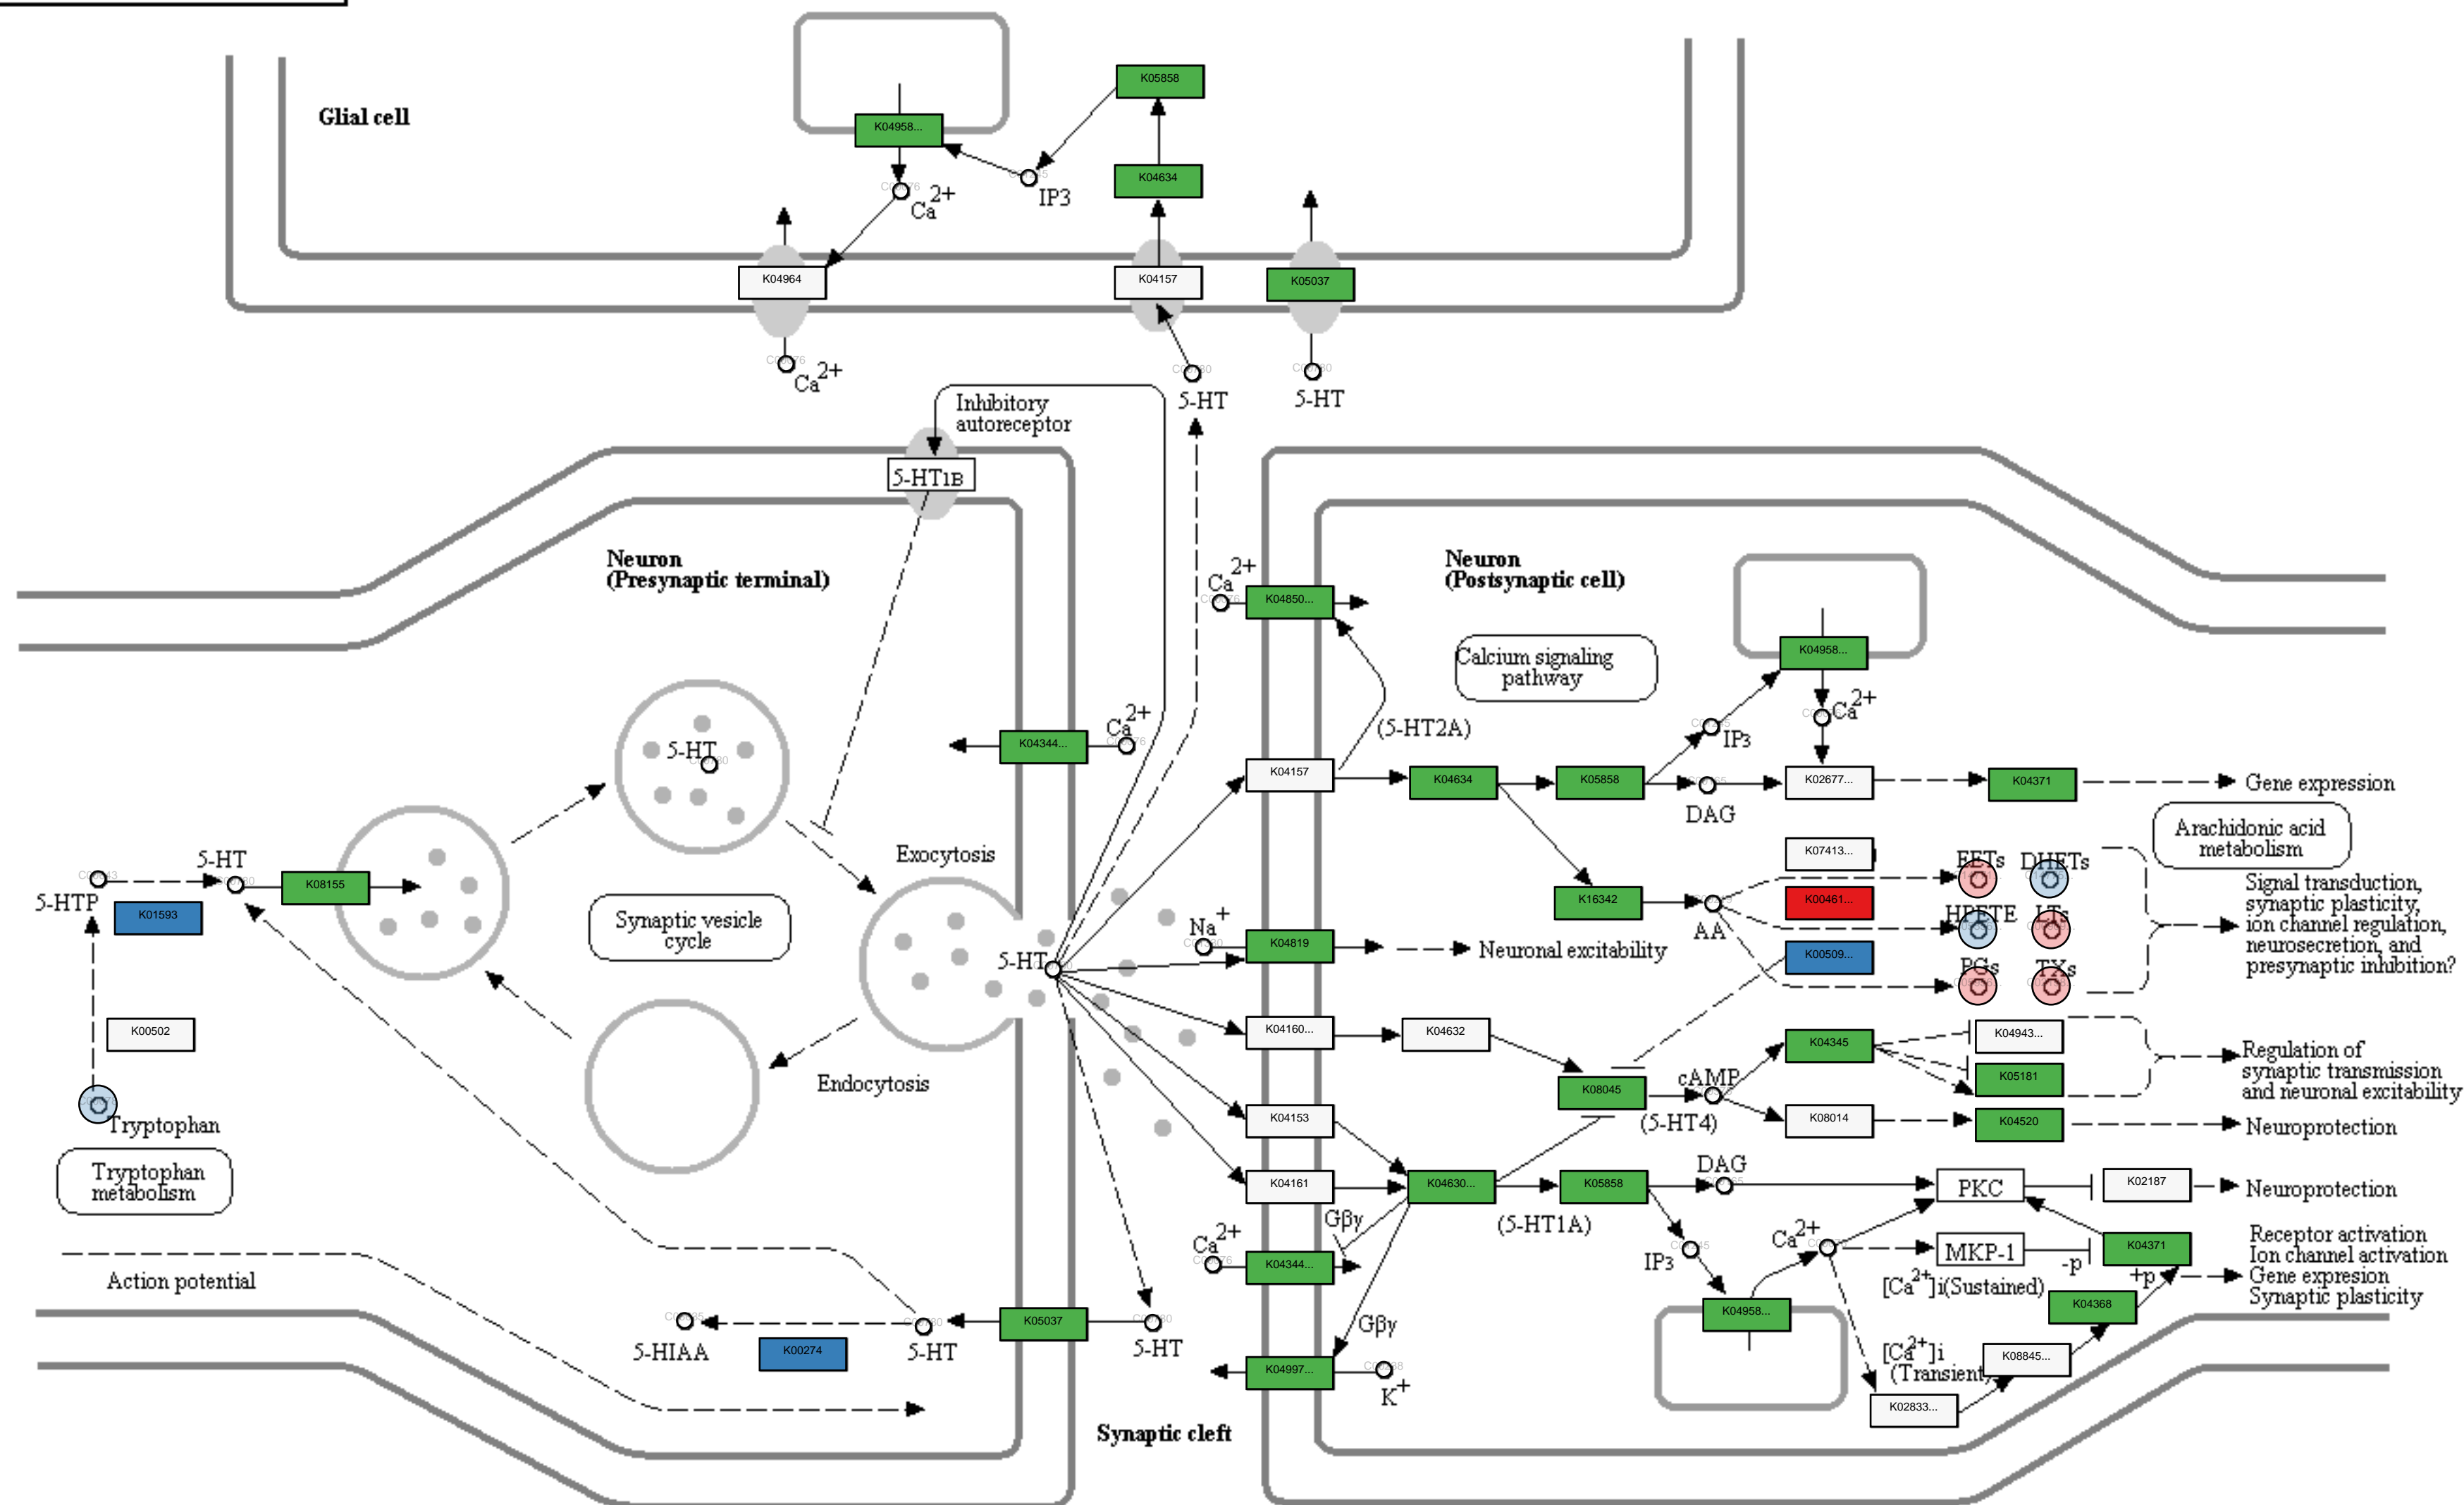 Glial cell
K05858
K04958...
K04634
IP3
Ca2+
K04964
K04157
K05037
Ca2+
5-HT
5-HT
Inhibitory
autoreceptor
5-HT1B
Neuron
(Presynaptic terminal)
Neuron
(Postsynaptic cell)
Ca2+
K04850...
Calcium signaling
pathway
K04958...
Ca2+
(5-HT2A)
IP3
5-HT
K04344...
Ca2+
K04157
K04634
K05858
DAG
K02677...
K04371
Gene expression
Arachidonic acid
metabolism
K07413...
EETs
DHETs
5-HT
5-HTP
K08155
K01593
Exocytosis
Synaptic vesicle
cycle
K16342
AA
K00461...
HPETE
LTs
K00509...
PGs
TXs
Signal transduction,
synaptic plasticity,
ion channel regulation,
neurosecretion, and
presynaptic inhibition?
Na+
K04819
Neuronal excitability
5-HT
K00502
K04160...
K04632
K04345
K04943...
K05181
Regulation of
synaptic transmission
and neuronal excitability
Endocytosis
K08045
cAMP
(5-HT4)
K08014
K04520
Neuroprotection
Tryptophan
Tryptophan
metabolism
K04153
K04161
K04630...
K05858
(5-HT1A)
DAG
PKC
K02187
Neuroprotection
Gβγ
Ca2+
K04344...
IP3
Ca2+
MKP-1
-p
K04371
+p
[Ca2+]i(Sustained)
K04368
Receptor activation
Ion channel activation
Gene expresion
Synaptic plasticity
Action potential
5-HIAA
K00274
5-HT
K05037
5-HT
Gβγ
K04997...
K+
K04958...
[Ca2+]i
(Transient)
K08845...
K02833...
Synaptic cleft